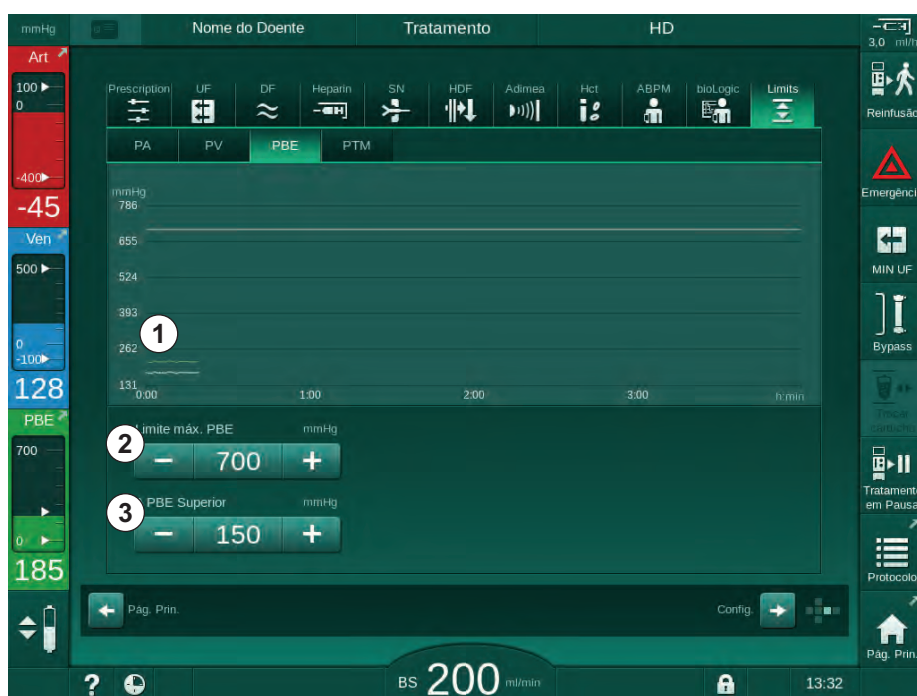 mmHg
Nome do Doente
Tratamento
HD
3,0 ml/h
Art
100
0
-400
-45
Ven
500
0
-100
128
PBE
700
0
185
Prescription
UF
DF
Heparin
SN
HDF
Adimea
Hct
ABPM
bioLogic
Limits
PA
PV
PBE
PTM
mmHg
786
655
524
393
262
131
0:00
1:00
2:00
3:00
h:min
1
2
Limite máx. PBE
mmHg
− 700 +
3
PBE Superior
mmHg
− 150 +
Pág. Prin.
Config.
Reinfusão
Emergênci
MIN UF
Bypass
Trocar
cartucho
Tratamento
em Pausa
Protocolo
Pág. Prin.
?
BS 200 ml/min
13:32